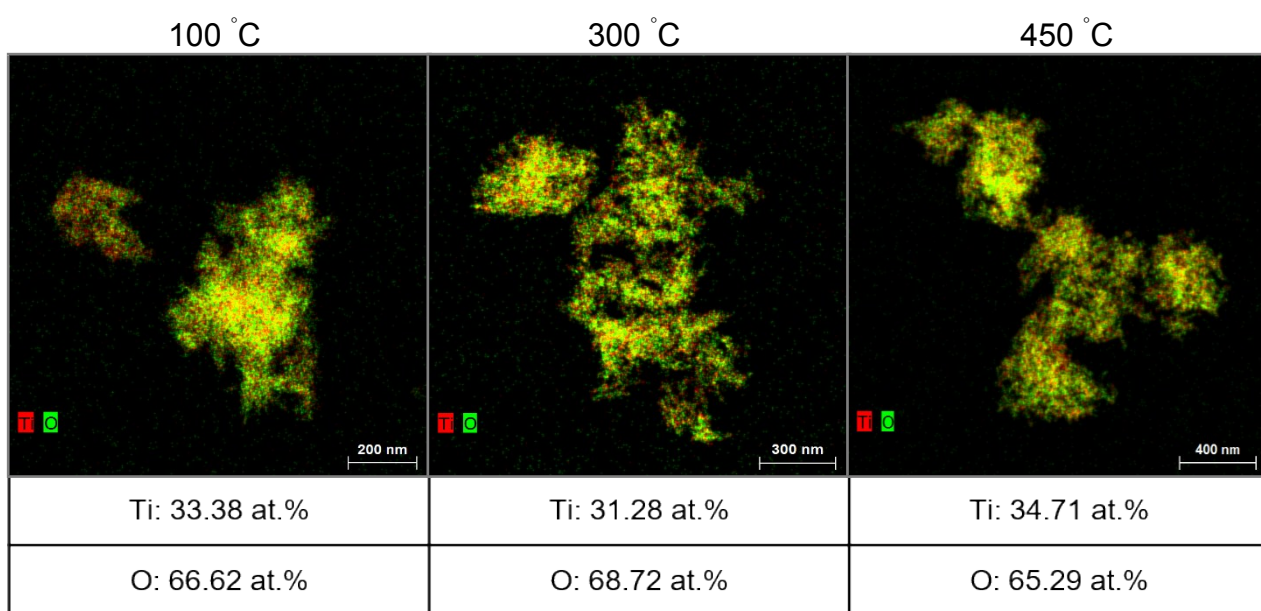 100 °C 300 °C 450 °C
Ti O 200 nm Ti O 300 nm Ti O 400 nm
Ti: 33.38 at.% Ti: 31.28 at.% Ti: 34.71 at.%
O: 66.62 at.% O: 68.72 at.% O: 65.29 at.%